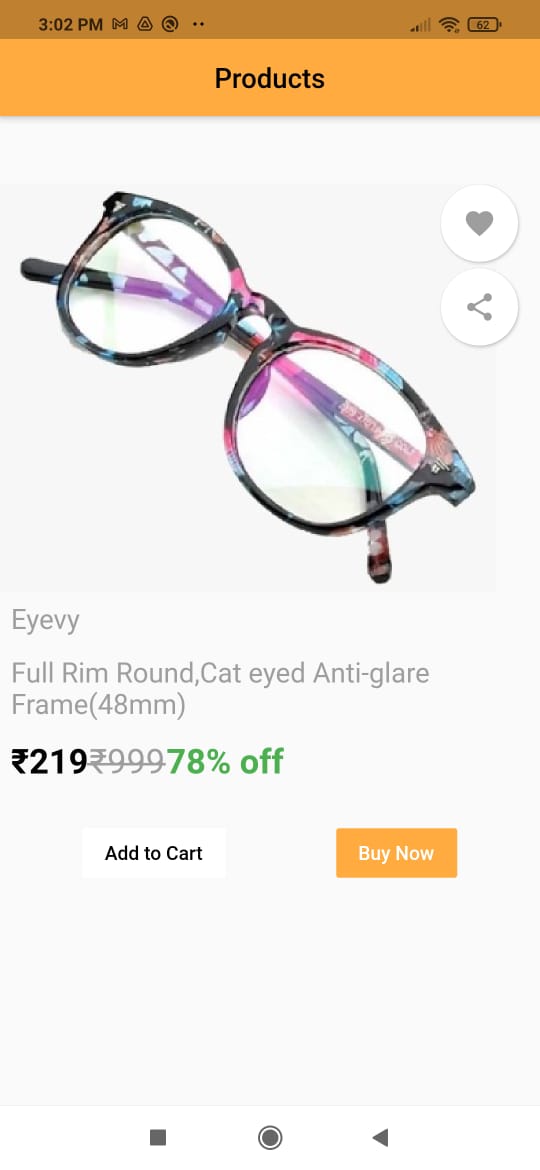 3:02 PM
62
Products
Eyevy
Full Rim Round,Cat eyed Anti-glare
Frame(48mm)
₹219₹99978% off
Add to Cart
Buy Now